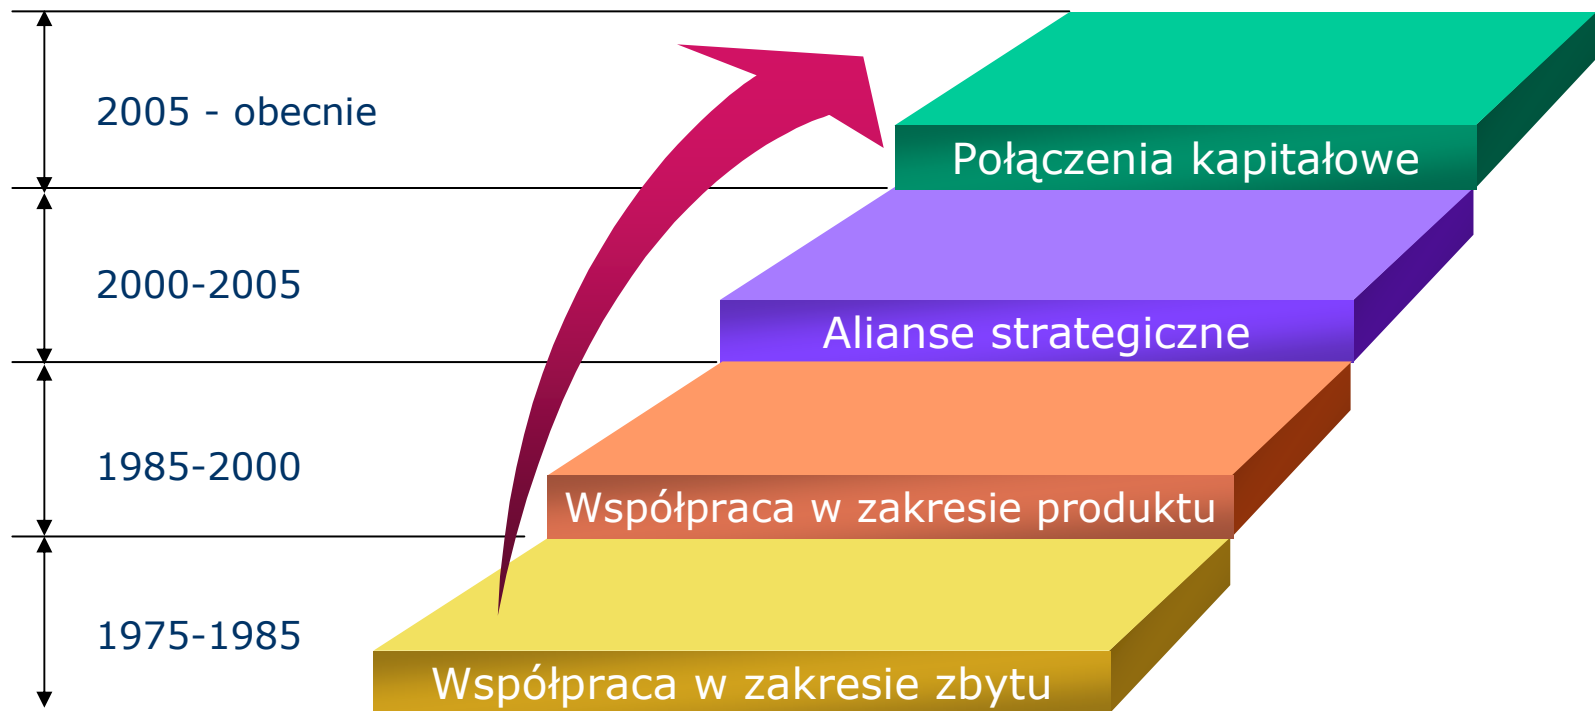 2005 - obecnie
Połączenia kapitałowe
2000-2005
Alianse strategiczne
1985-2000
Współpraca w zakresie produktu
1975-1985
Współpraca w zakresie zbytu